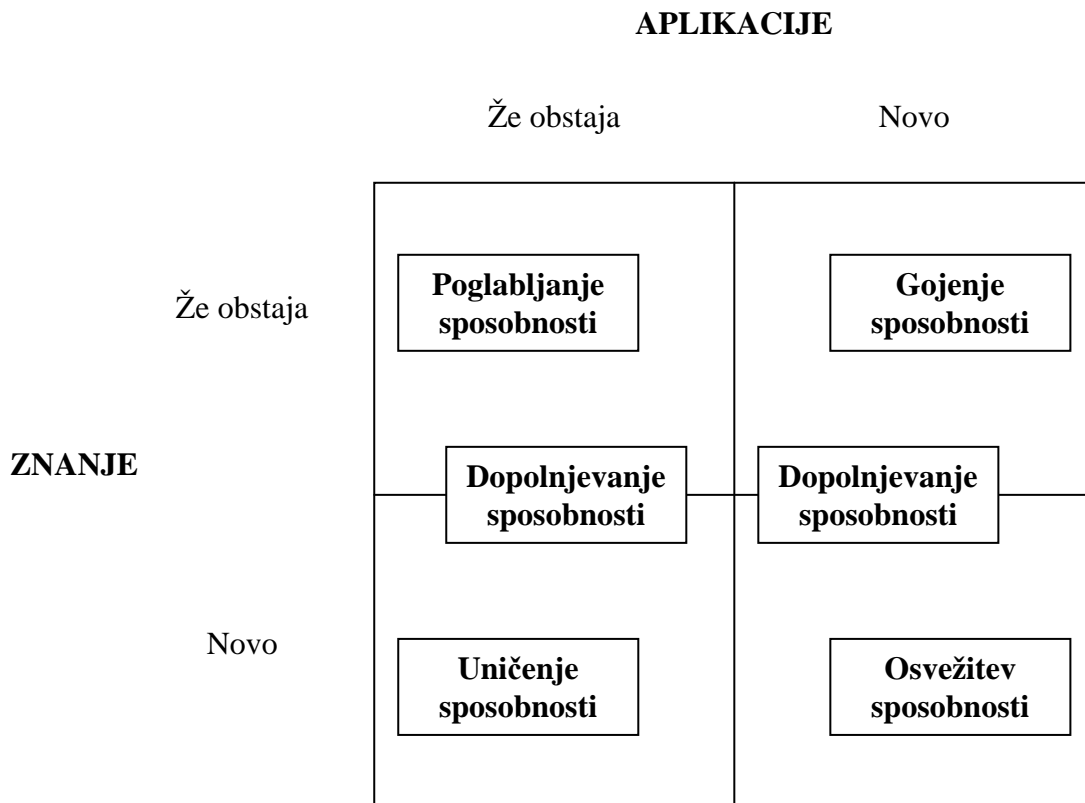 APLIKACIJE
Že obstaja
Novo
Že obstaja
Poglabljanje
sposobnosti
Gojenje
sposobnosti
ZNANJE
Dopolnjevanje
sposobnosti
Dopolnjevanje
sposobnosti
Novo
Uničenje
sposobnosti
Osvežitev
sposobnosti